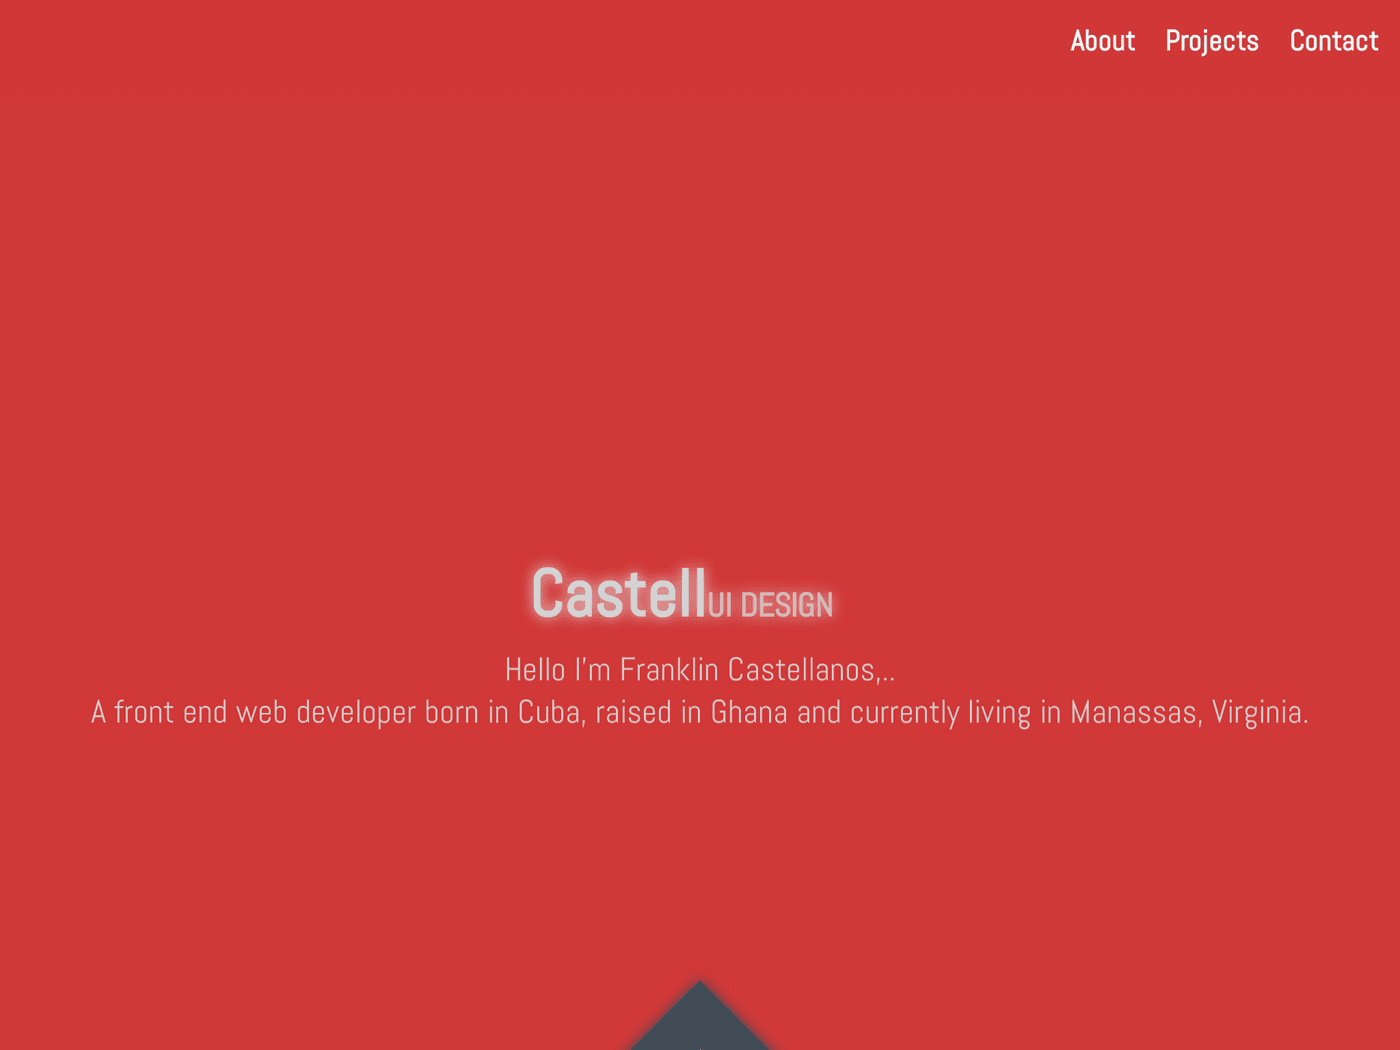 About Projects Contact
CastellUI DESIGN
Hello I'm Franklin Castellanos,..
A front end web developer born in Cuba, raised in Ghana and currently living in Manassas, Virginia.